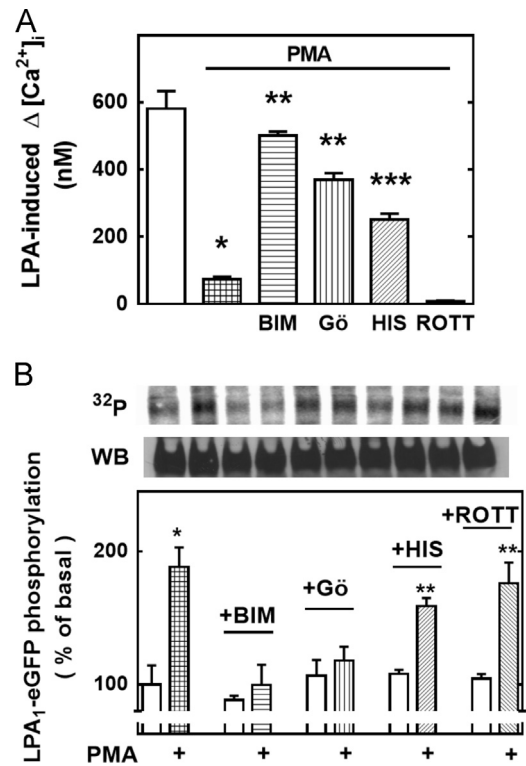 A
PMA
LPA-induced Δ [Ca2+]i
(nM)
600
400
200
0
**
**
***
*
BIM Gö HIS ROTT
B
32P
WB
LPA1-eGFP phosphorylation
( % of basal )
200
100
*
+BIM
+Gö
+HIS
**
+ROTT
**
PMA + + + + +